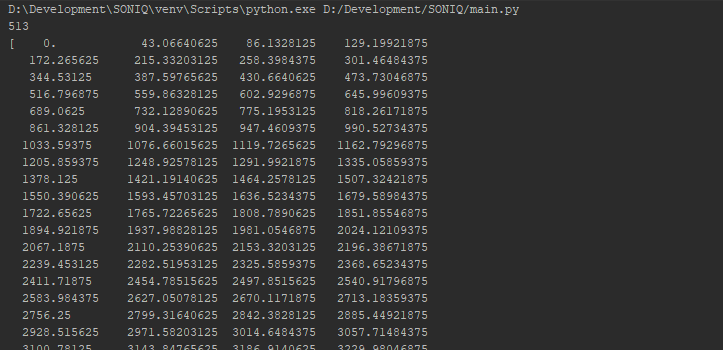 D:\Development\SONIQ\venv\Scripts\python.exe D:/Development/SONIQ/main.py
513
[ 0. 43.06640625 86.1328125 129.19921875
172.265625 215.33203125 258.3984375 301.46484375
344.53125 387.59765625 430.6640625 473.73046875
516.796875 559.86328125 602.9296875 645.99609375
689.0625 732.12890625 775.1953125 818.26171875
861.328125 904.39453125 947.4609375 990.52734375
1033.59375 1076.66015625 1119.7265625 1162.79296875
1205.859375 1248.92578125 1291.9921875 1335.05859375
1378.125 1421.19140625 1464.2578125 1507.32421875
1550.390625 1593.45703125 1636.5234375 1679.58984375
1722.65625 1765.72265625 1808.7890625 1851.85546875
1894.921875 1937.98828125 1981.0546875 2024.12109375
2067.1875 2110.25390625 2153.3203125 2196.38671875
2239.453125 2282.51953125 2325.5859375 2368.65234375
2411.71875 2454.78515625 2497.8515625 2540.91796875
2583.984375 2627.05078125 2670.1171875 2713.18359375
2756.25 2799.31640625 2842.3828125 2885.44921875
2928.515625 2971.58203125 3014.6484375 3057.71484375
3100.78125 3143.84765625 3186.9140625 3229.98046875